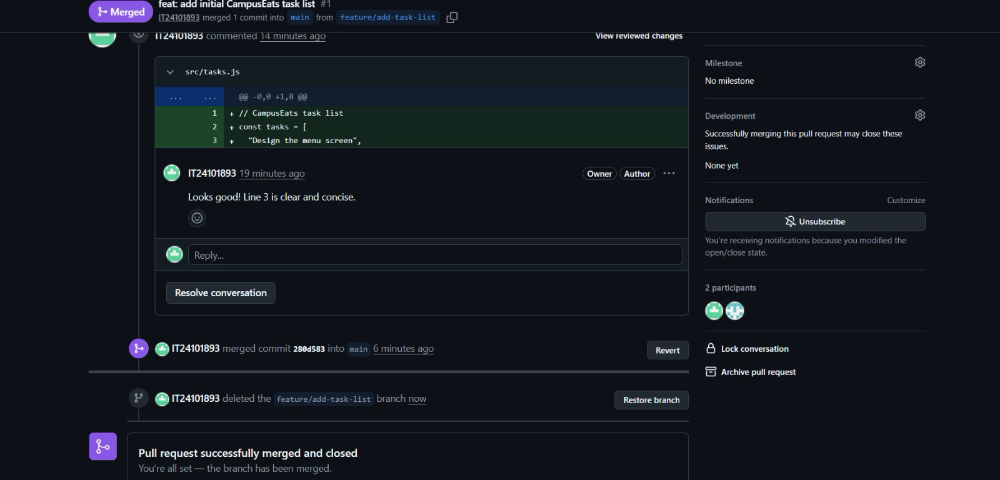 Merged
feat: add initial CampusEats task list #1
IT24101893 merged 1 commit into main from feature/add-task-list
IT24101893 commented 14 minutes ago
View reviewed changes
src/tasks.js
... ... @@ -0,0 +1,8 @@
1 + // CampusEats task list
2 + const tasks = [
3 + "Design the menu screen",
IT24101893 19 minutes ago
Owner Author ...
Looks good! Line 3 is clear and concise.
Reply...
Resolve conversation
IT24101893 merged commit 280d583 into main 6 minutes ago
Revert
IT24101893 deleted the feature/add-task-list branch now
Restore branch
Pull request successfully merged and closed
You're all set — the branch has been merged.
Milestone
No milestone
Development
Successfully merging this pull request may close these
issues.
None yet
Notifications Customize
Unsubscribe
You're receiving notifications because you modified the
open/close state.
2 participants
Lock conversation
Archive pull request